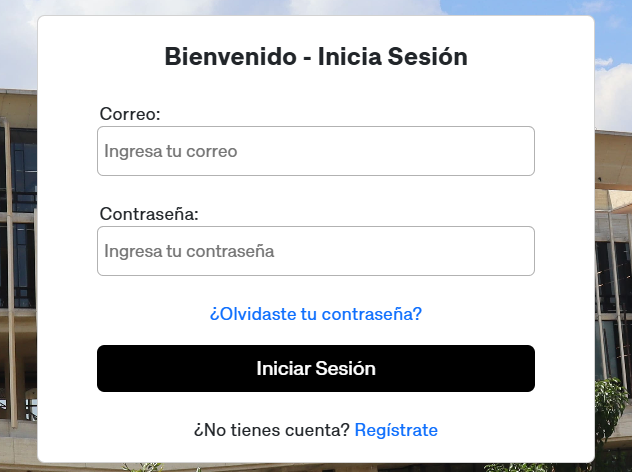 Bienvenido - Inicia Sesión
Correo:
Ingresa tu correo
Contraseña:
Ingresa tu contraseña
¿Olvidaste tu contraseña?
Iniciar Sesión
¿No tienes cuenta? Regístrate